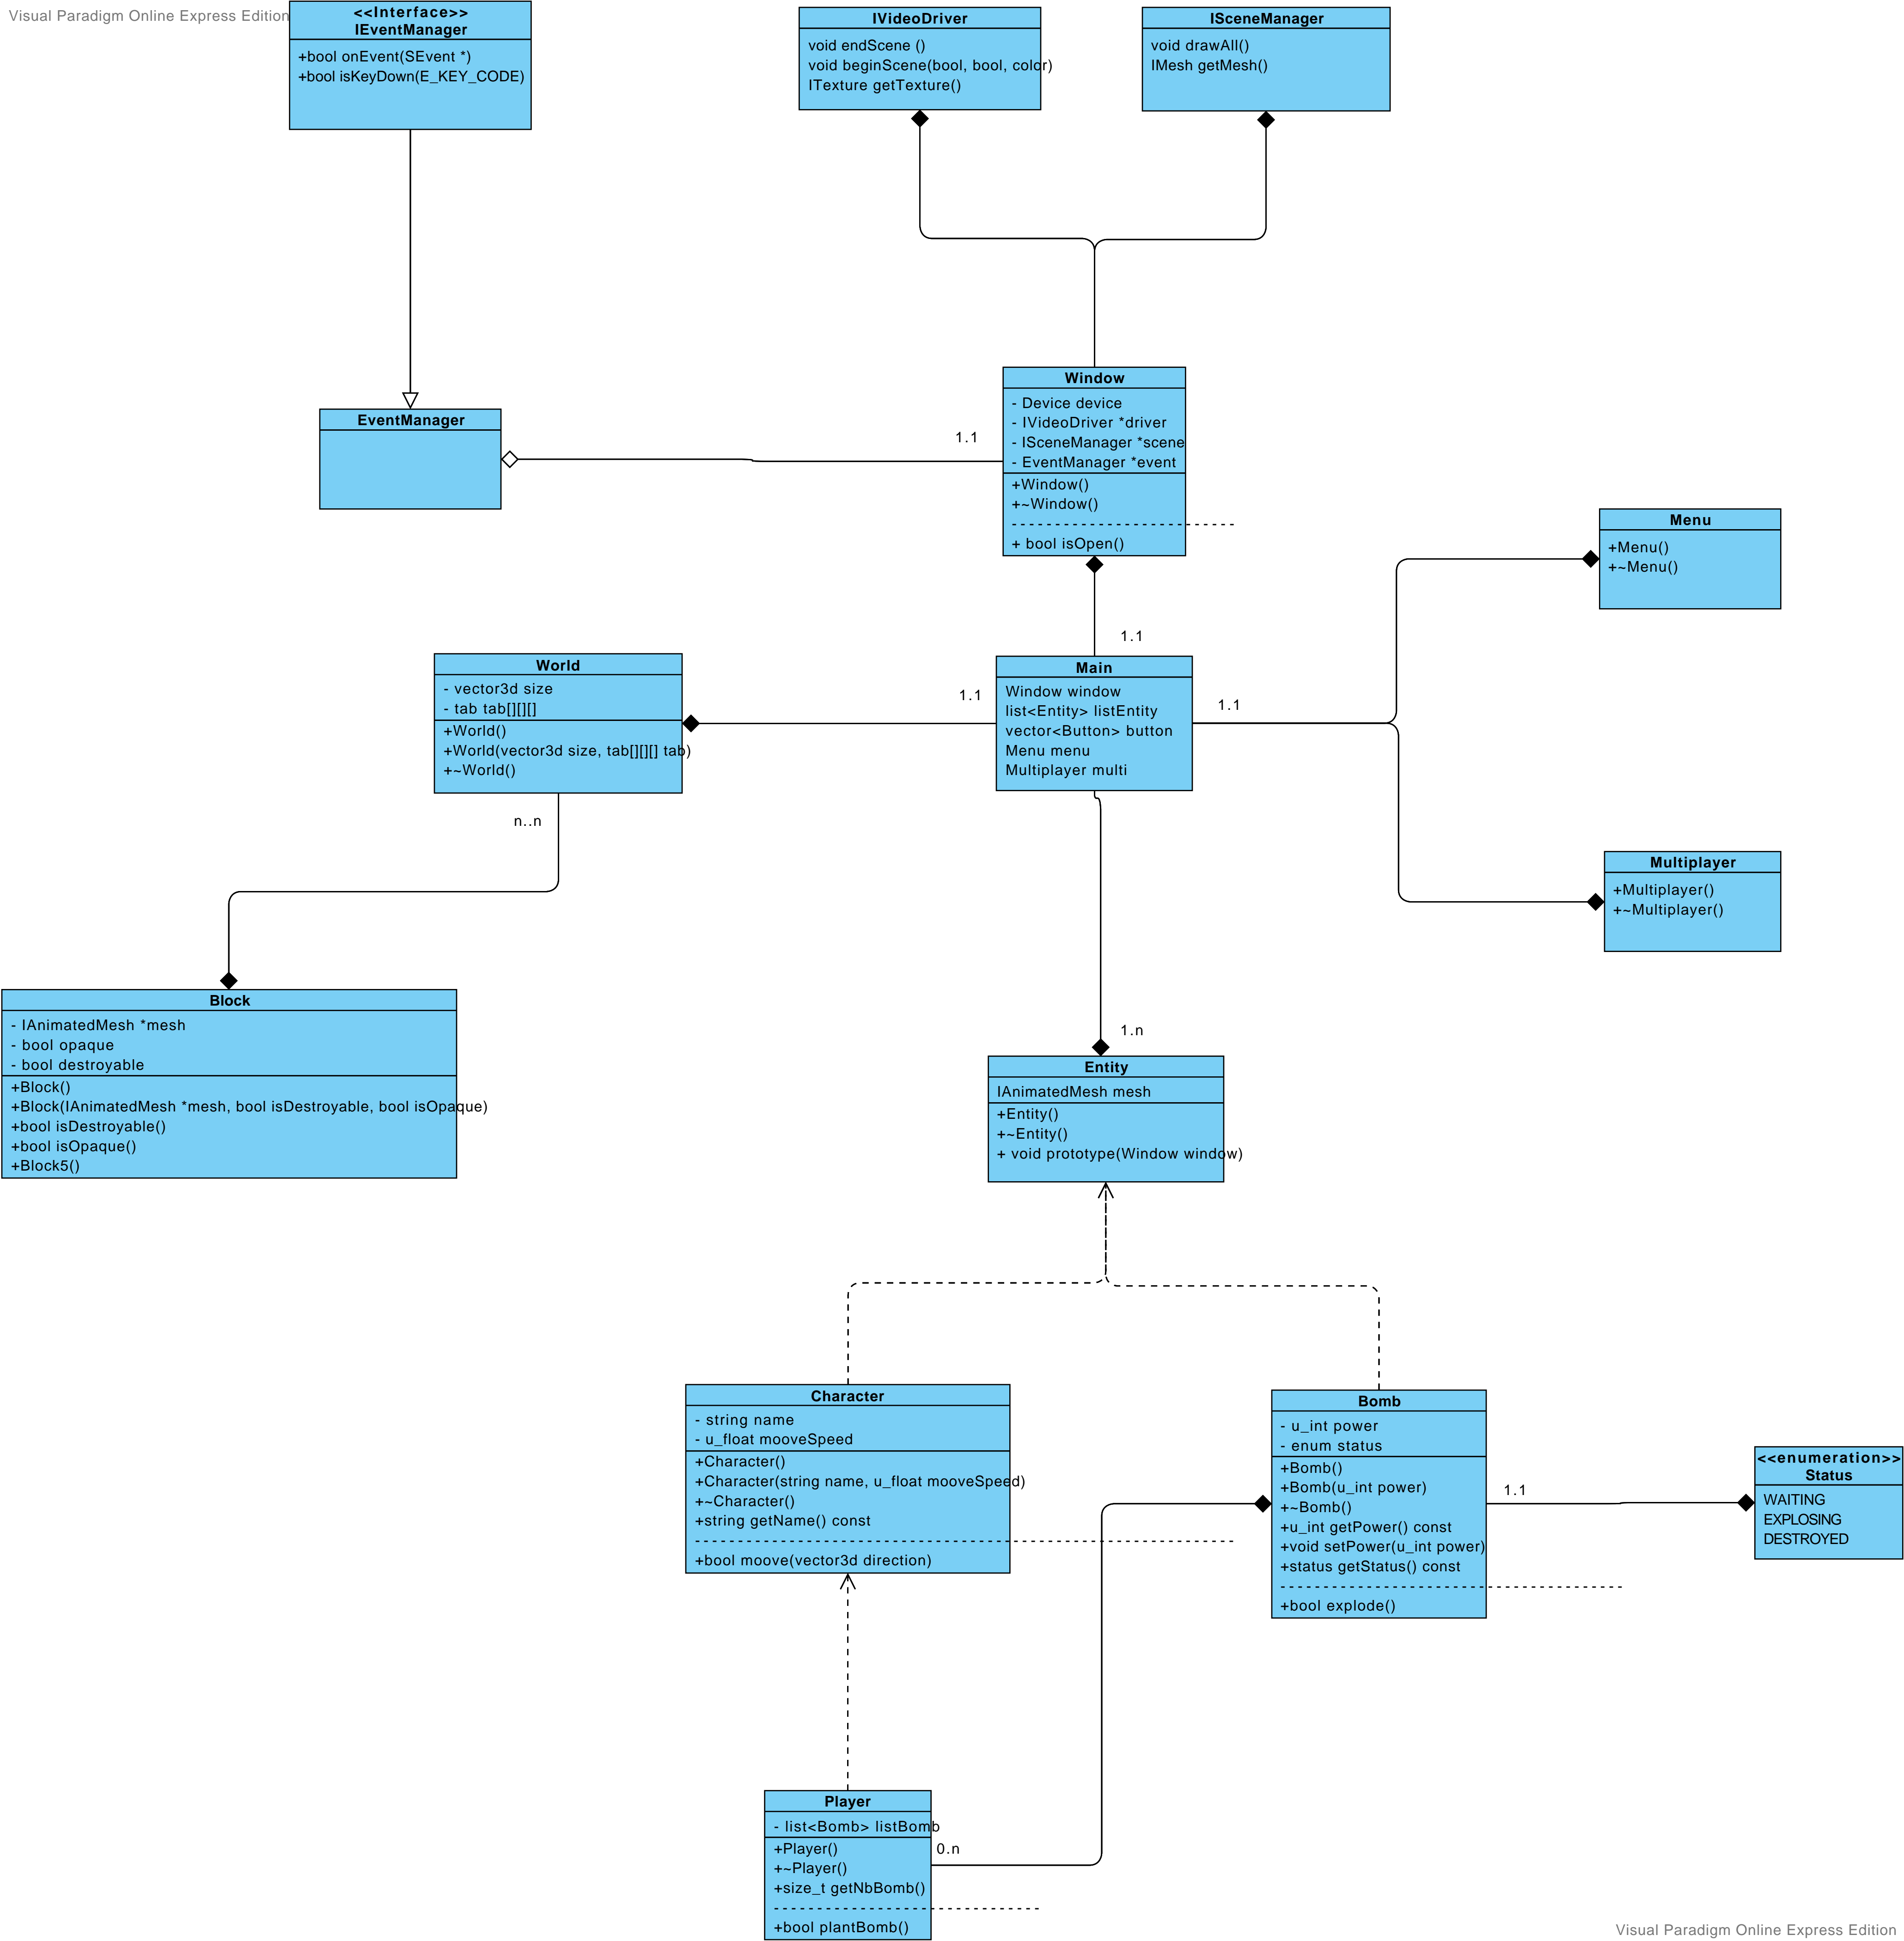 Visual Paradigm Online Express Edition
<<Interface>>
IEventManager
+bool onEvent(SEvent *)
+bool isKeyDown(E_KEY_CODE)
IVideoDriver
void endScene ()
void beginScene(bool, bool, color)
ITexture getTexture()
ISceneManager
void drawAll()
IMesh getMesh()
EventManager
1.1
Window
- Device device
- IVideoDriver *driver
- ISceneManager *scene
- EventManager *event
+Window()
+~Window()
+ bool isOpen()
Menu
+Menu()
+~Menu()
1.1
World
- vector3d size
- tab tab[][][]
+World()
+World(vector3d size, tab[][][] tab)
+~World()
1.1
Main
Window window
list<Entity> listEntity
vector<Button> button
Menu menu
Multiplayer multi
1.1
n..n
Multiplayer
+Multiplayer()
+~Multiplayer()
Block
- IAnimatedMesh *mesh
- bool opaque
- bool destroyable
+Block()
+Block(IAnimatedMesh *mesh, bool isDestroyable, bool isOpaque)
+bool isDestroyable()
+bool isOpaque()
+Block5()
1.n
Entity
IAnimatedMesh mesh
+Entity()
+~Entity()
+ void prototype(Window window)
Character
- string name
- u_float mooveSpeed
+Character()
+Character(string name, u_float mooveSpeed)
+~Character()
+string getName() const
+bool moove(vector3d direction)
Bomb
- u_int power
- enum status
+Bomb()
+Bomb(u_int power)
+~Bomb()
+u_int getPower() const
+void setPower(u_int power)
+status getStatus() const
+bool explode()
1.1
<<enumeration>>
Status
WAITING
EXPLOSING
DESTROYED
Player
- list<Bomb> listBomb
+Player()
+~Player()
+size_t getNbBomb()
+bool plantBomb()
0.n
Visual Paradigm Online Express Edition